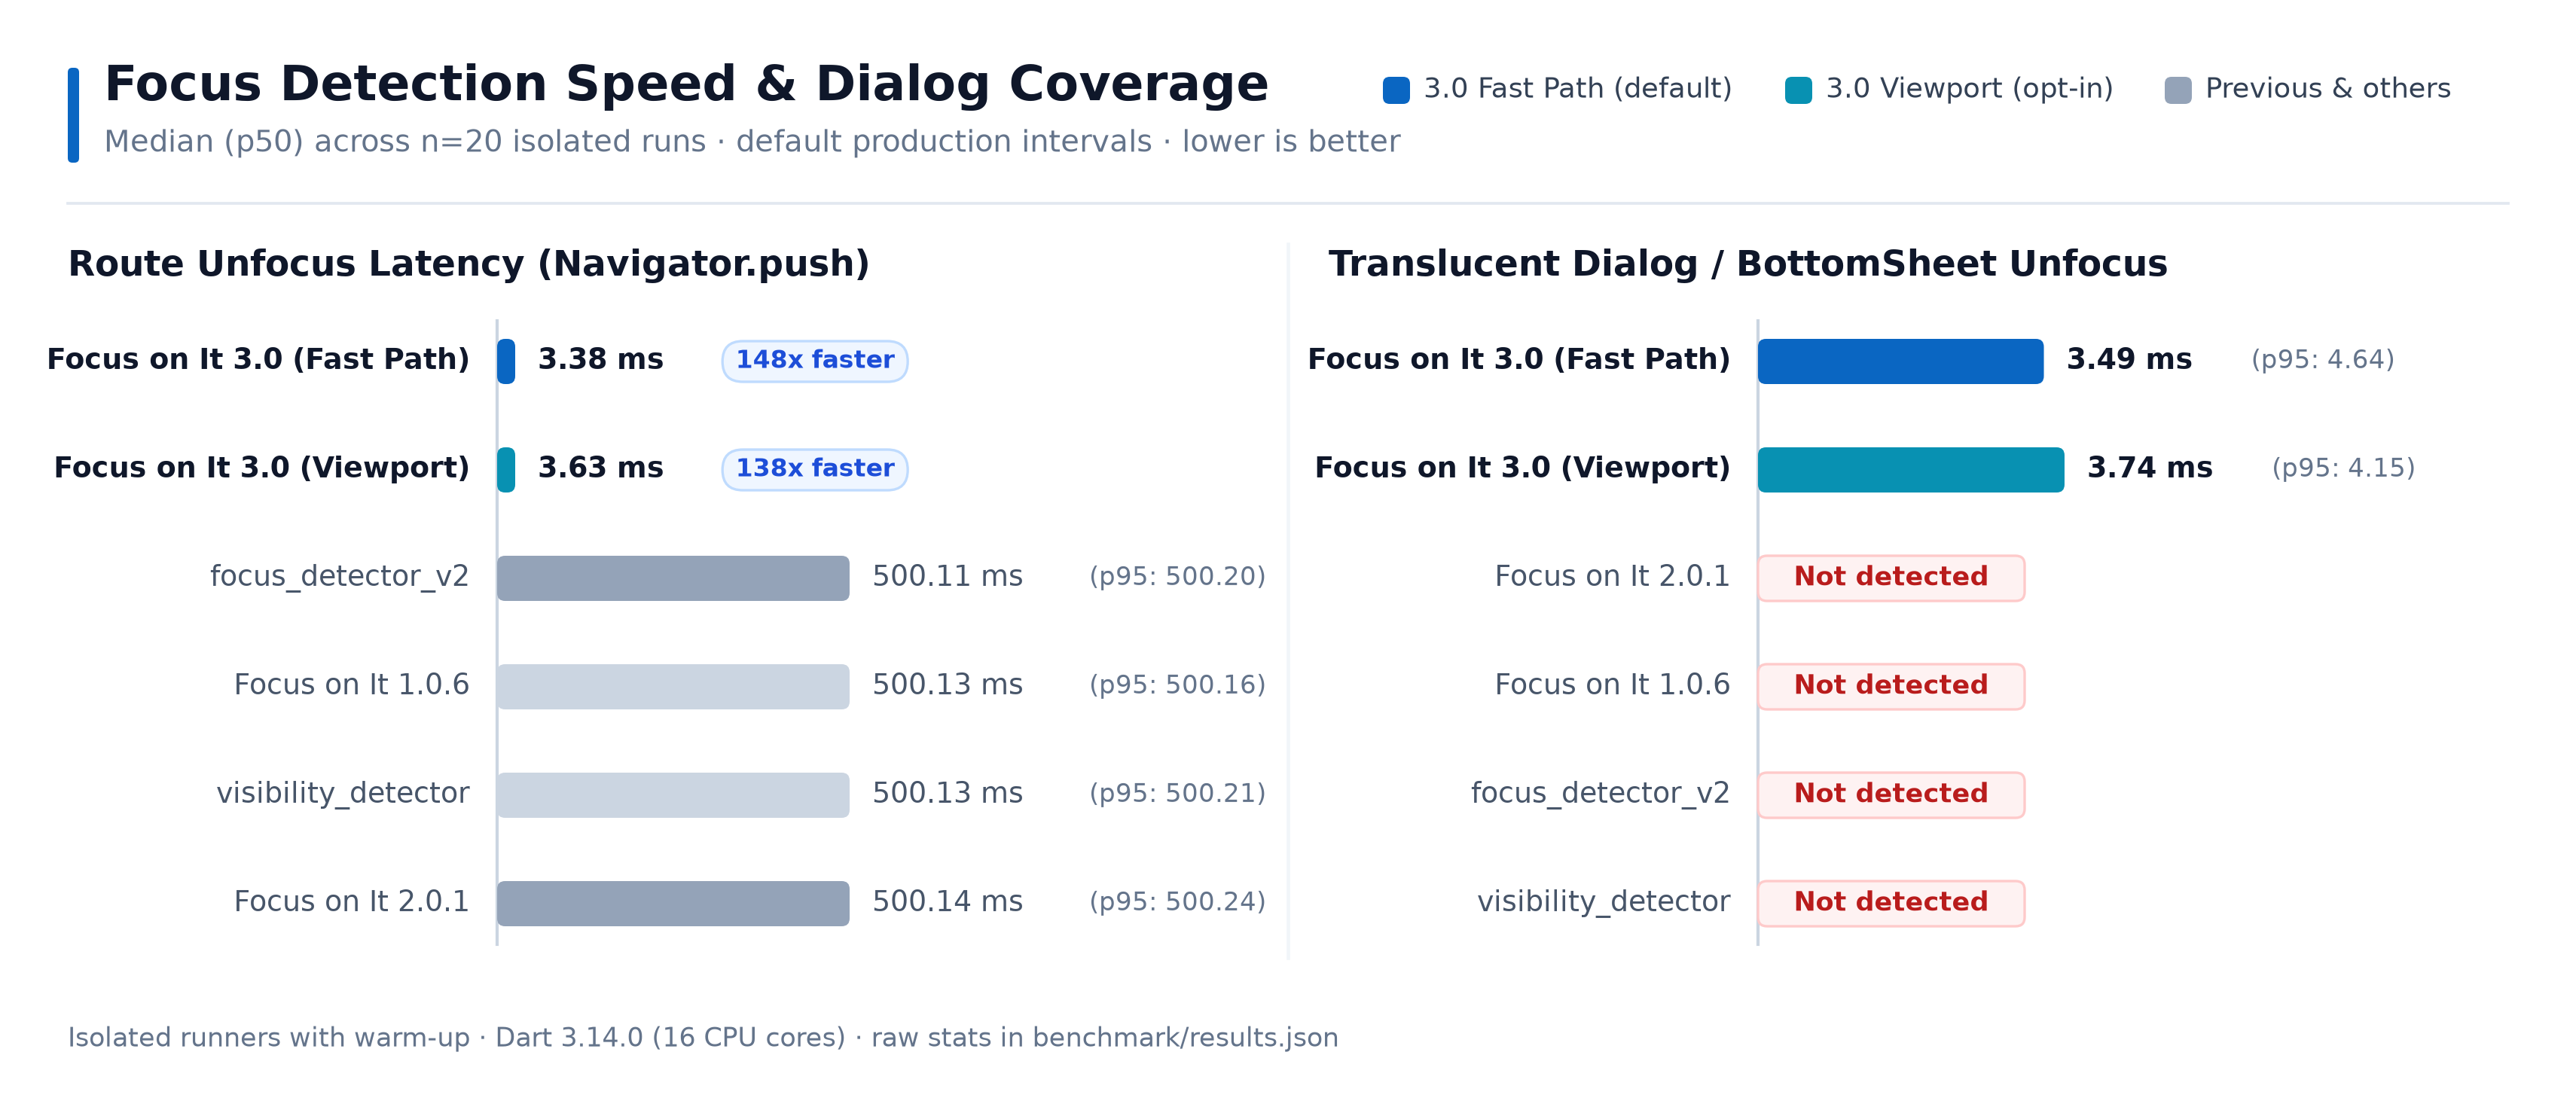 Focus Detection Speed & Dialog Coverage
Median (p50) across n=20 isolated runs · default production intervals · lower is better
3.0 Fast Path (default)
3.0 Viewport (opt-in)
Previous & others
Route Unfocus Latency (Navigator.push)
Focus on It 3.0 (Fast Path) 3.38 ms 148x faster
Focus on It 3.0 (Viewport) 3.63 ms 138x faster
focus_detector_v2 500.11 ms (p95: 500.20)
Focus on It 1.0.6 500.13 ms (p95: 500.16)
visibility_detector 500.13 ms (p95: 500.21)
Focus on It 2.0.1 500.14 ms (p95: 500.24)
Translucent Dialog / BottomSheet Unfocus
Focus on It 3.0 (Fast Path) 3.49 ms (p95: 4.64)
Focus on It 3.0 (Viewport) 3.74 ms (p95: 4.15)
Focus on It 2.0.1 Not detected
Focus on It 1.0.6 Not detected
focus_detector_v2 Not detected
visibility_detector Not detected
Isolated runners with warm-up · Dart 3.14.0 (16 CPU cores) · raw stats in benchmark/results.json